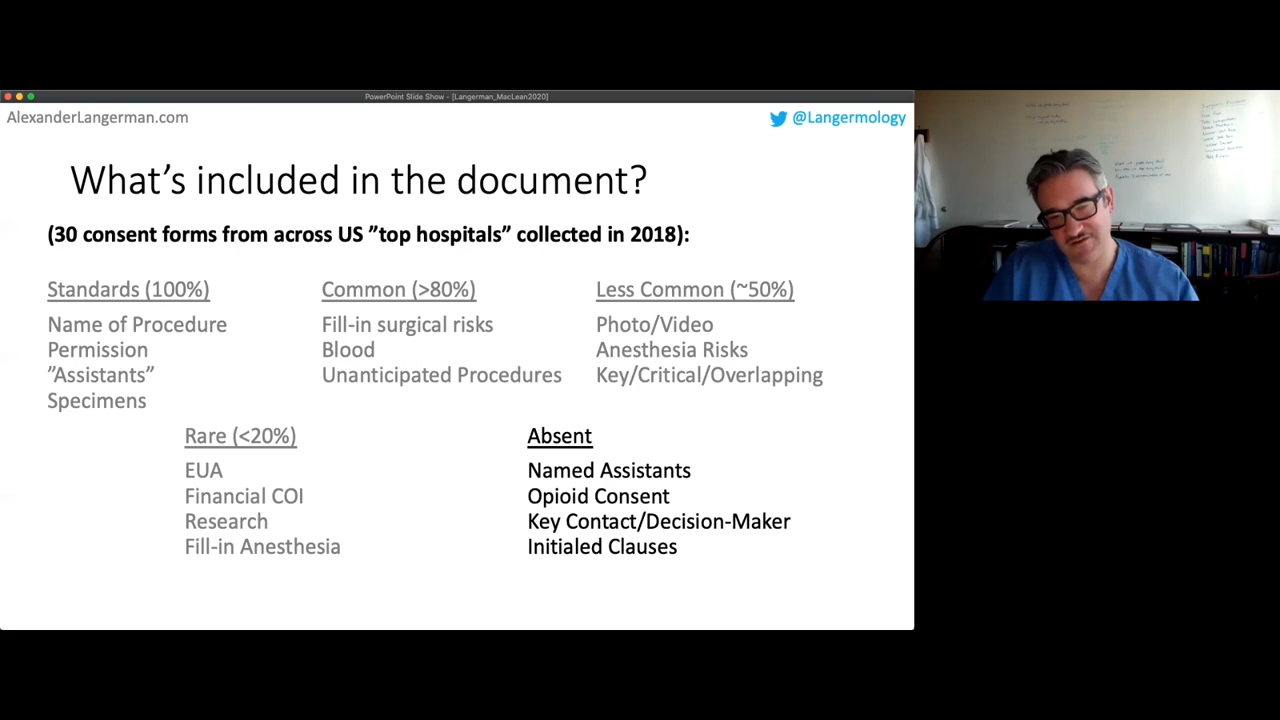 PowerPoint Slide Show - [Langerman_MacLean2020]
AlexanderLangerman.com
@Langermology
What’s included in the document?
(30 consent forms from across US ”top hospitals” collected in 2018):
Standards (100%)
Name of Procedure
Permission
”Assistants”
Specimens
Common (>80%)
Fill-in surgical risks
Blood
Unanticipated Procedures
Less Common (~50%)
Photo/Video
Anesthesia Risks
Key/Critical/Overlapping
Rare (<20%)
EUA
Financial COI
Research
Fill-in Anesthesia
Absent
Named Assistants
Opioid Consent
Key Contact/Decision-Maker
Initialed Clauses